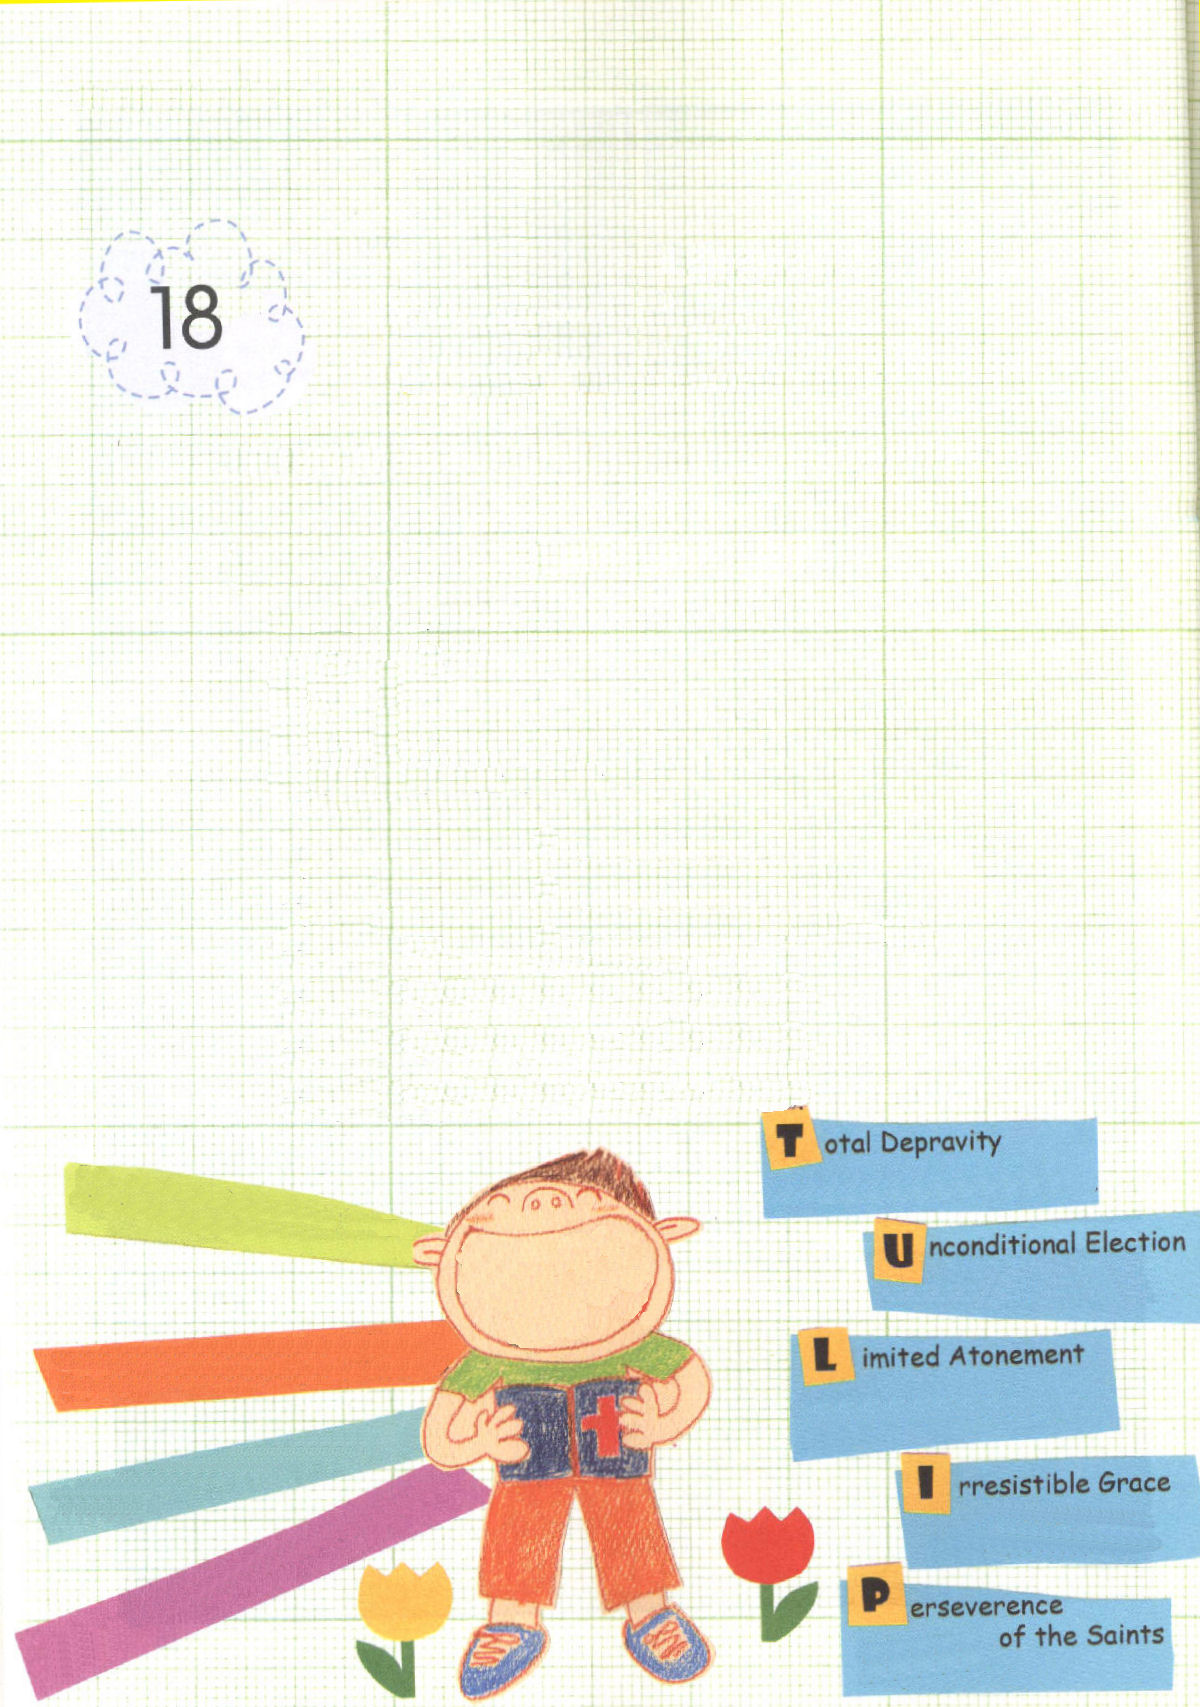 18
Total Depravity
Unconditional Election
Limited Atonement
Irresistible Grace
Perseverence
of the Saints